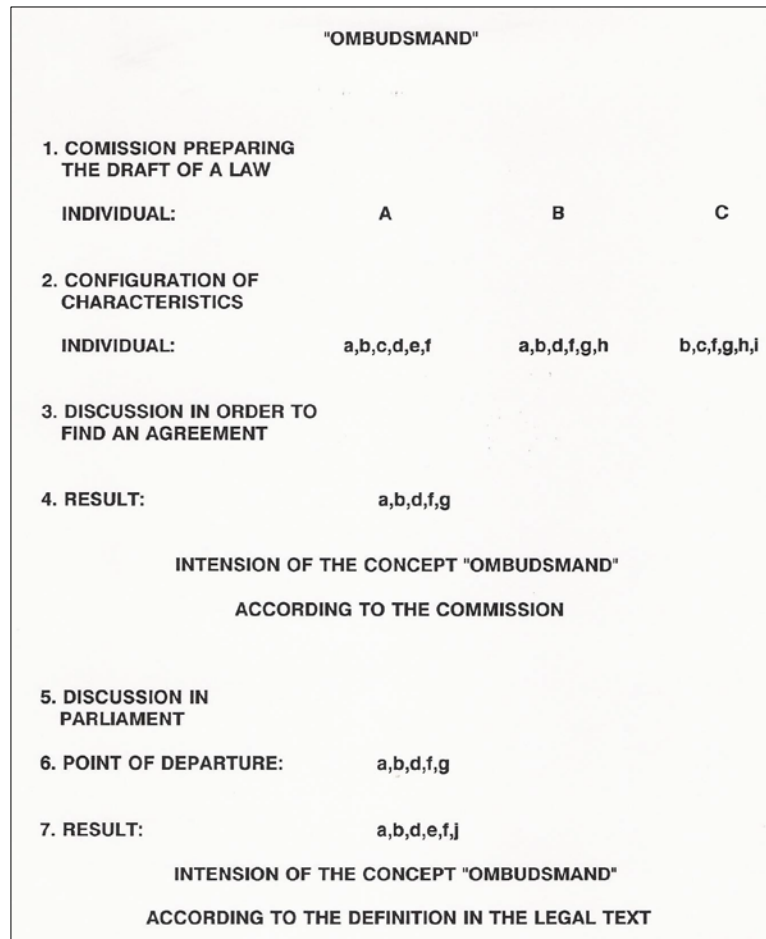 "OMBUDSMAND"
1. COMISSION PREPARING
THE DRAFT OF A LAW
INDIVIDUAL: A B C
2. CONFIGURATION OF
CHARACTERISTICS
INDIVIDUAL: a,b,c,d,e,f a,b,d,f,g,h b,c,f,g,h,i
3. DISCUSSION IN ORDER TO
FIND AN AGREEMENT
4. RESULT: a,b,d,f,g
INTENSION OF THE CONCEPT "OMBUDSMAND"
ACCORDING TO THE COMMISSION
5. DISCUSSION IN
PARLIAMENT
6. POINT OF DEPARTURE: a,b,d,f,g
7. RESULT: a,b,d,e,f,j
INTENSION OF THE CONCEPT "OMBUDSMAND"
ACCORDING TO THE DEFINITION IN THE LEGAL TEXT